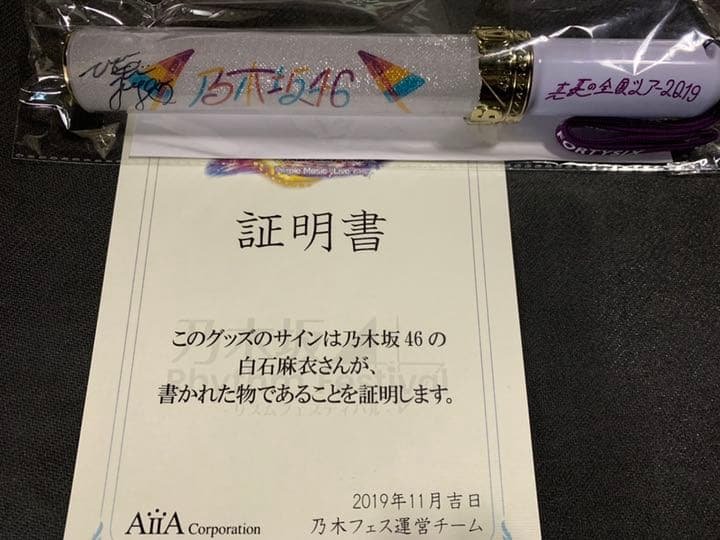 乃木坂46
真夏の全国ツアー2019
FORTYSIX
証明書
このグッズのサインは乃木坂46の
白石麻衣さんが、
書かれた物であることを証明します。
2019年11月吉日
AiiA Corporation
乃木フェス運営チーム